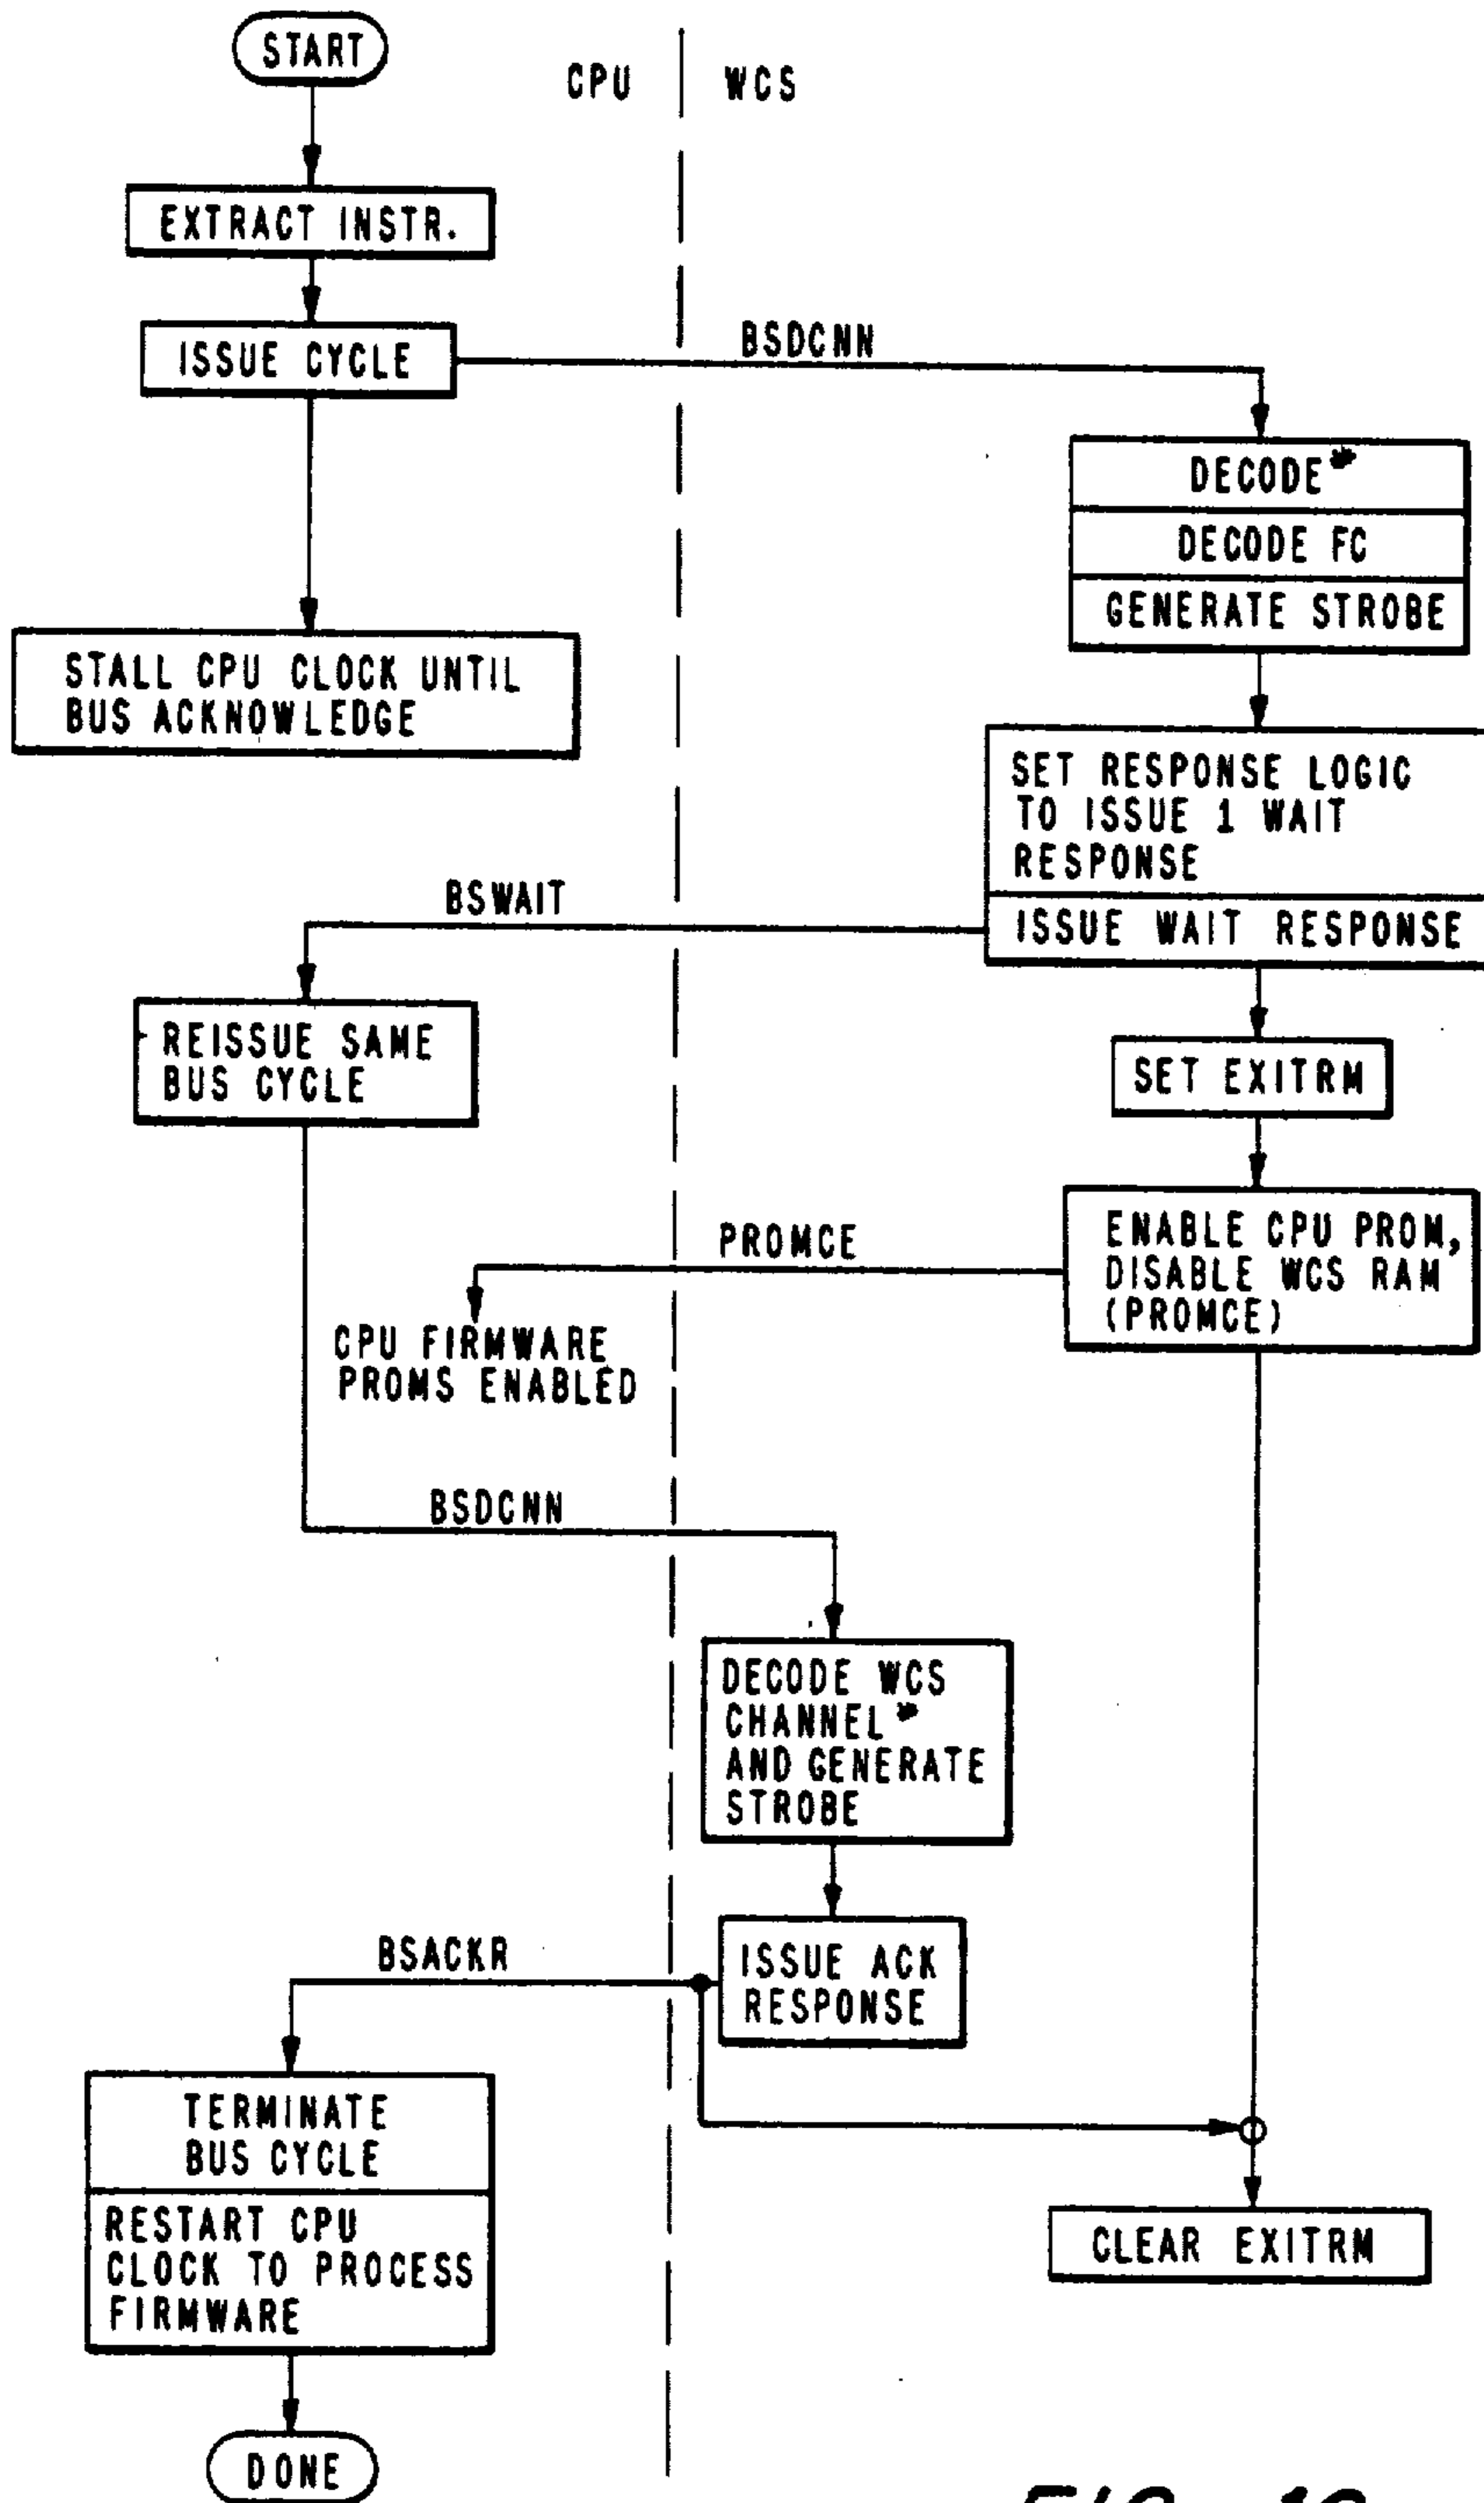 START
CPU
WCS
EXTRACT INSTR.
ISSUE CYCLE
BSDCNN
DECODE*
DECODE FC
GENERATE STROBE
STALL CPU CLOCK UNTIL
BUS ACKNOWLEDGE
SET RESPONSE LOGIC
TO ISSUE 1 WAIT
RESPONSE
ISSUE WAIT RESPONSE
BSWAIT
REISSUE SAME
BUS CYCLE
SET EXITRM
ENABLE CPU PROM,
DISABLE WCS RAM
(PROMCE)
PROMCE
CPU FIRMWARE
PROMS ENABLED
BSDCNN
DECODE WCS
CHANNEL*
AND GENERATE
STROBE
ISSUE ACK
RESPONSE
BSACKR
TERMINATE
BUS CYCLE
RESTART CPU
CLOCK TO PROCESS
FIRMWARE
CLEAR EXITRM
DONE